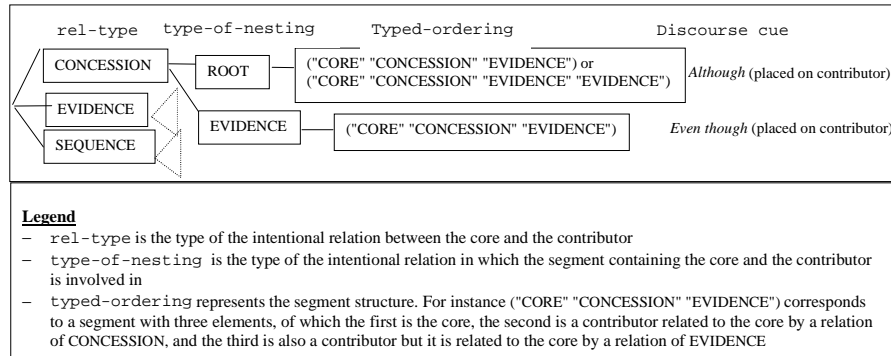 rel-type type-of-nesting Typed-ordering Discourse cue
CONCESSION
ROOT
("CORE" "CONCESSION" "EVIDENCE") or
("CORE" "CONCESSION" "EVIDENCE" "EVIDENCE")
Although (placed on contributor)
EVIDENCE
EVIDENCE
("CORE" "CONCESSION" "EVIDENCE")
Even though (placed on contributor)
SEQUENCE
Legend
– rel-type is the type of the intentional relation between the core and the contributor
– type-of-nesting is the type of the intentional relation in which the segment containing the core and the contributor
is involved in
– typed-ordering represents the segment structure. For instance ("CORE" "CONCESSION" "EVIDENCE") corresponds
to a segment with three elements, of which the first is the core, the second is a contributor related to the core by a relation
of CONCESSION, and the third is also a contributor but it is related to the core by a relation of EVIDENCE